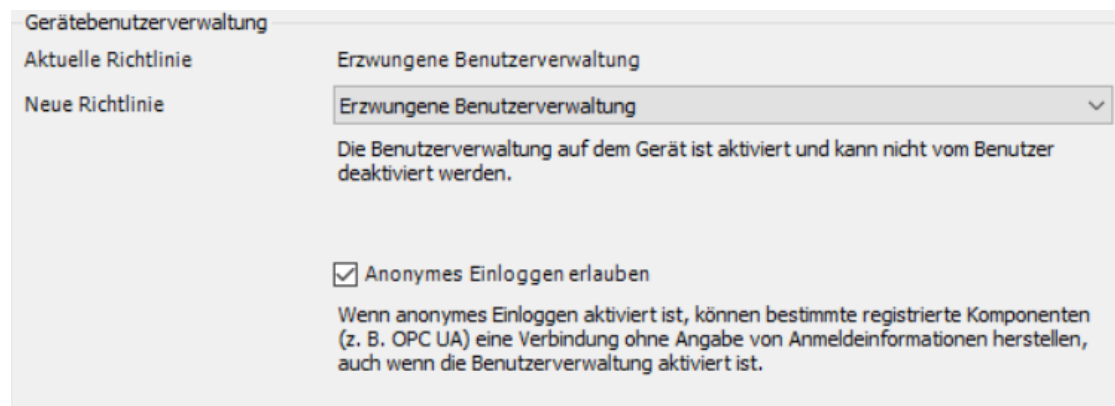 Gerätebenutzerverwaltung
Aktuelle Richtlinie Erzwungene Benutzerverwaltung
Neue Richtlinie Erzwungene Benutzerverwaltung
Die Benutzerverwaltung auf dem Gerät ist aktiviert und kann nicht vom Benutzer
deaktiviert werden.
Anonymes Einloggen erlauben
Wenn anonymes Einloggen aktiviert ist, können bestimmte registrierte Komponenten
(z. B. OPC UA) eine Verbindung ohne Angabe von Anmeldeinformationen herstellen,
auch wenn die Benutzerverwaltung aktiviert ist.